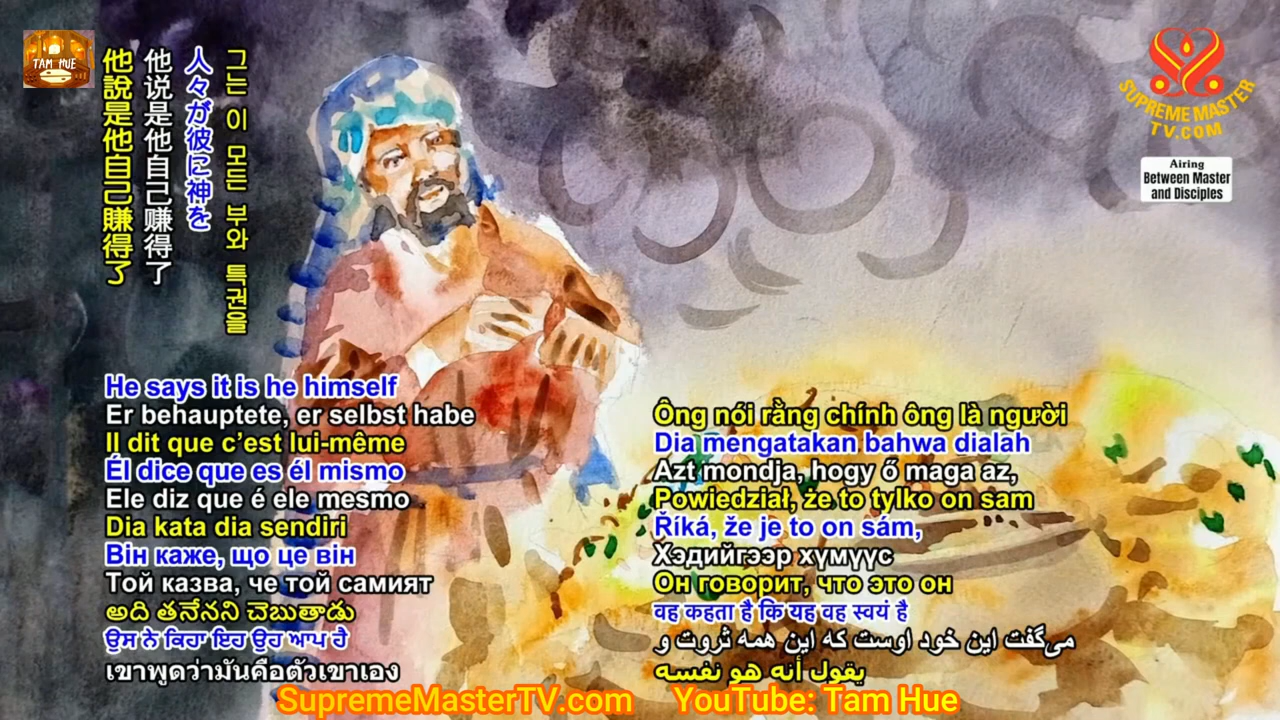 TAM HUE
他說是他自己賺得了
他说是他自己赚得了
人々が彼に神を
그는 이 모든 부와 특권을
SUPREME MASTER
TV.COM
Airing
Between Master
and Disciples
He says it is he himself
Er behauptete, er selbst habe
Il dit que c'est lui-même
Él dice que es él mismo
Ele diz que é ele mesmo
Dia kata dia sendiri
Він каже, що це він
Той казва, че той самият
అది తనేనని చెబుతాడు
ਉਸ ਨੇ ਕਿਹਾ ਇਹ ਉਹ ਆਪ ਹੈ
เขาพูดว่ามันคือตัวเขาเอง
Ông nói rằng chính ông là người
Dia mengatakan bahwa dialah
Azt mondja, hogy ő maga az,
Powiedział, że to tylko on sam
Říká, že je to on sám,
Хэдийгээр хүмүүс
Он говорит, что это он
वह कहता है कि यह वह स्वयं है
می‌گفت این خود اوست که این همه ثروت و
يقول أنه هو نفسه
SupremeMasterTV.com YouTube: Tam Hue